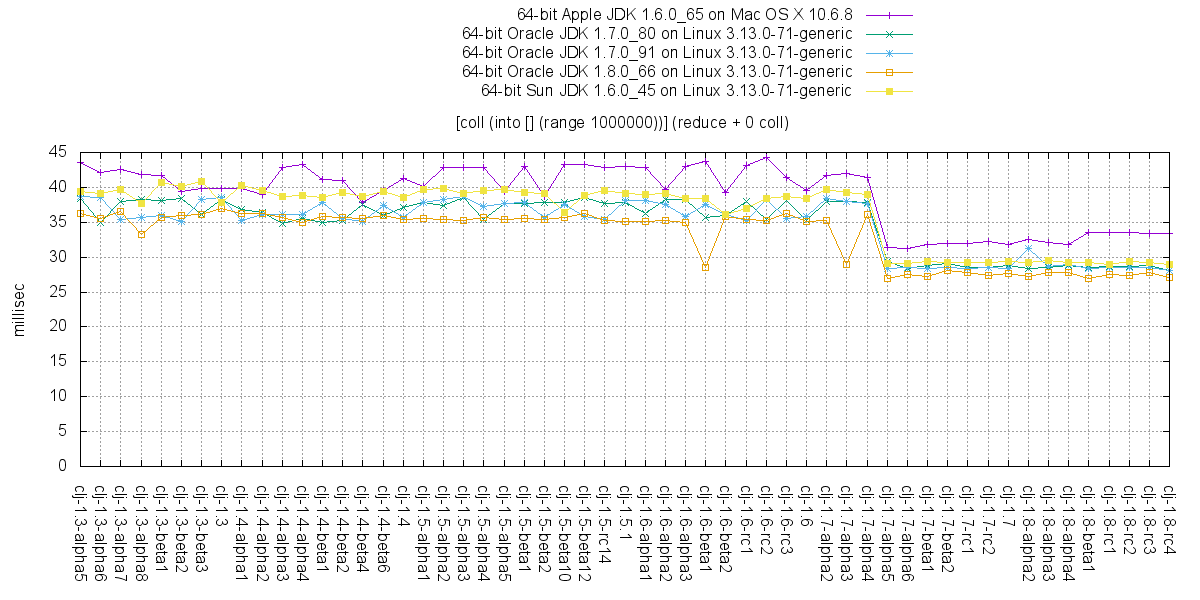 64-bit Apple JDK 1.6.0_65 on Mac OS X 10.6.8
64-bit Oracle JDK 1.7.0_80 on Linux 3.13.0-71-generic
64-bit Oracle JDK 1.7.0_91 on Linux 3.13.0-71-generic
64-bit Oracle JDK 1.8.0_66 on Linux 3.13.0-71-generic
64-bit Sun JDK 1.6.0_45 on Linux 3.13.0-71-generic
[coll (into [] (range 1000000))] (reduce + 0 coll)
45
40
35
30
25
20
15
10
5
0
millisec
clj-1.3-alpha5
clj-1.3-alpha6
clj-1.3-alpha7
clj-1.3-alpha8
clj-1.3-beta1
clj-1.3-beta2
clj-1.3-beta3
clj-1.3
clj-1.4-alpha1
clj-1.4-alpha2
clj-1.4-alpha3
clj-1.4-alpha4
clj-1.4-beta1
clj-1.4-beta2
clj-1.4-beta4
clj-1.4-beta6
clj-1.4
clj-1.5-alpha1
clj-1.5-alpha2
clj-1.5-alpha3
clj-1.5-alpha4
clj-1.5-alpha5
clj-1.5-beta1
clj-1.5-beta2
clj-1.5-beta10
clj-1.5-beta12
clj-1.5-rc14
clj-1.5.1
clj-1.6-alpha1
clj-1.6-alpha2
clj-1.6-alpha3
clj-1.6-beta1
clj-1.6-beta2
clj-1.6-rc1
clj-1.6-rc2
clj-1.6-rc3
clj-1.6
clj-1.7-alpha2
clj-1.7-alpha3
clj-1.7-alpha4
clj-1.7-alpha5
clj-1.7-alpha6
clj-1.7-beta1
clj-1.7-beta2
clj-1.7-rc1
clj-1.7-rc2
clj-1.7
clj-1.8-alpha2
clj-1.8-alpha3
clj-1.8-alpha4
clj-1.8-beta1
clj-1.8-rc1
clj-1.8-rc2
clj-1.8-rc3
clj-1.8-rc4